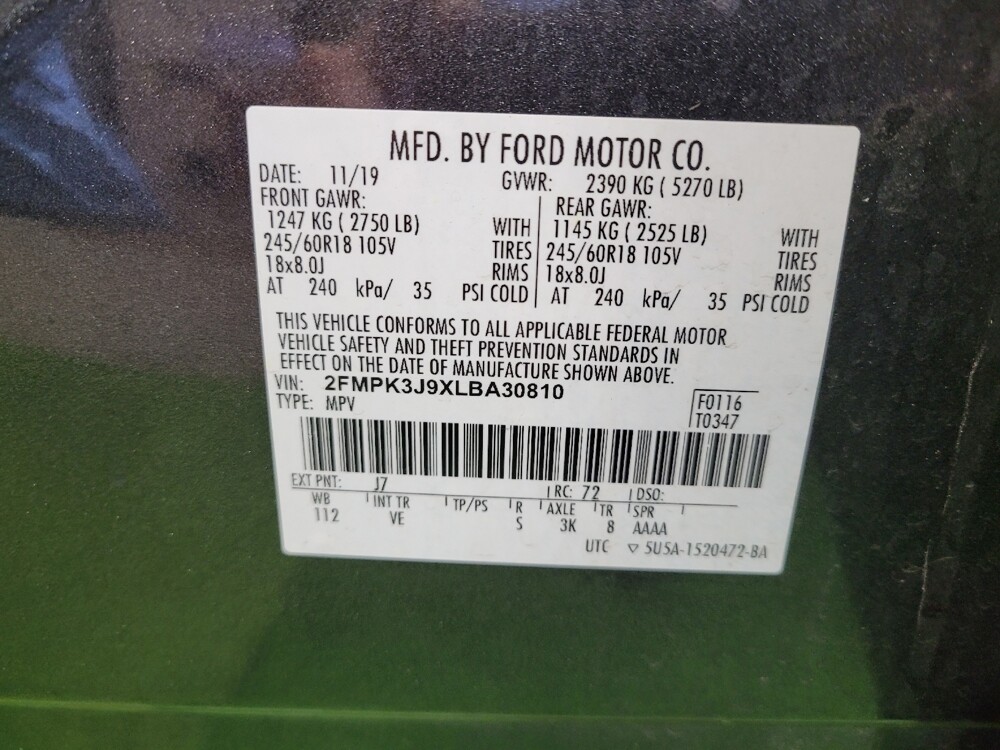 MFD. BY FORD MOTOR CO.
DATE: 11/19 GVWR: 2390 KG ( 5270 LB)
FRONT GAWR: REAR GAWR:
1247 KG ( 2750 LB) WITH 1145 KG ( 2525 LB) WITH
245/60R18 105V TIRES 245/60R18 105V TIRES
18x8.0J RIMS 18x8.0J RIMS
AT 240 kPa/ 35 PSI COLD AT 240 kPa/ 35 PSI COLD
THIS VEHICLE CONFORMS TO ALL APPLICABLE FEDERAL MOTOR
VEHICLE SAFETY AND THEFT PREVENTION STANDARDS IN
EFFECT ON THE DATE OF MANUFACTURE SHOWN ABOVE.
VIN: 2FMPK3J9XLBA30810
TYPE: MPV
F0116
T0347
EXT PNT: J7 RC: 72 DSO:
WB INT TR TP/PS R AXLE TR SPR
112 VE S 3K 8 AAAA
UTC ▽ 5U5A-1520472-BA